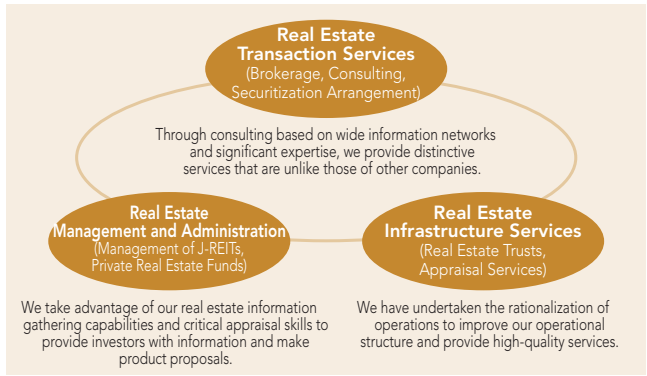 Real Estate
Transaction Services
(Brokerage, Consulting,
Securitization Arrangement)
Through consulting based on wide information networks
and significant expertise, we provide distinctive
services that are unlike those of other companies.
Real Estate
Management and Administration
(Management of J-REITs,
Private Real Estate Funds)
We take advantage of our real estate information
gathering capabilities and critical appraisal skills to
provide investors with information and make
product proposals.
Real Estate
Infrastructure Services
(Real Estate Trusts,
Appraisal Services)
We have undertaken the rationalization of
operations to improve our operational
structure and provide high-quality services.